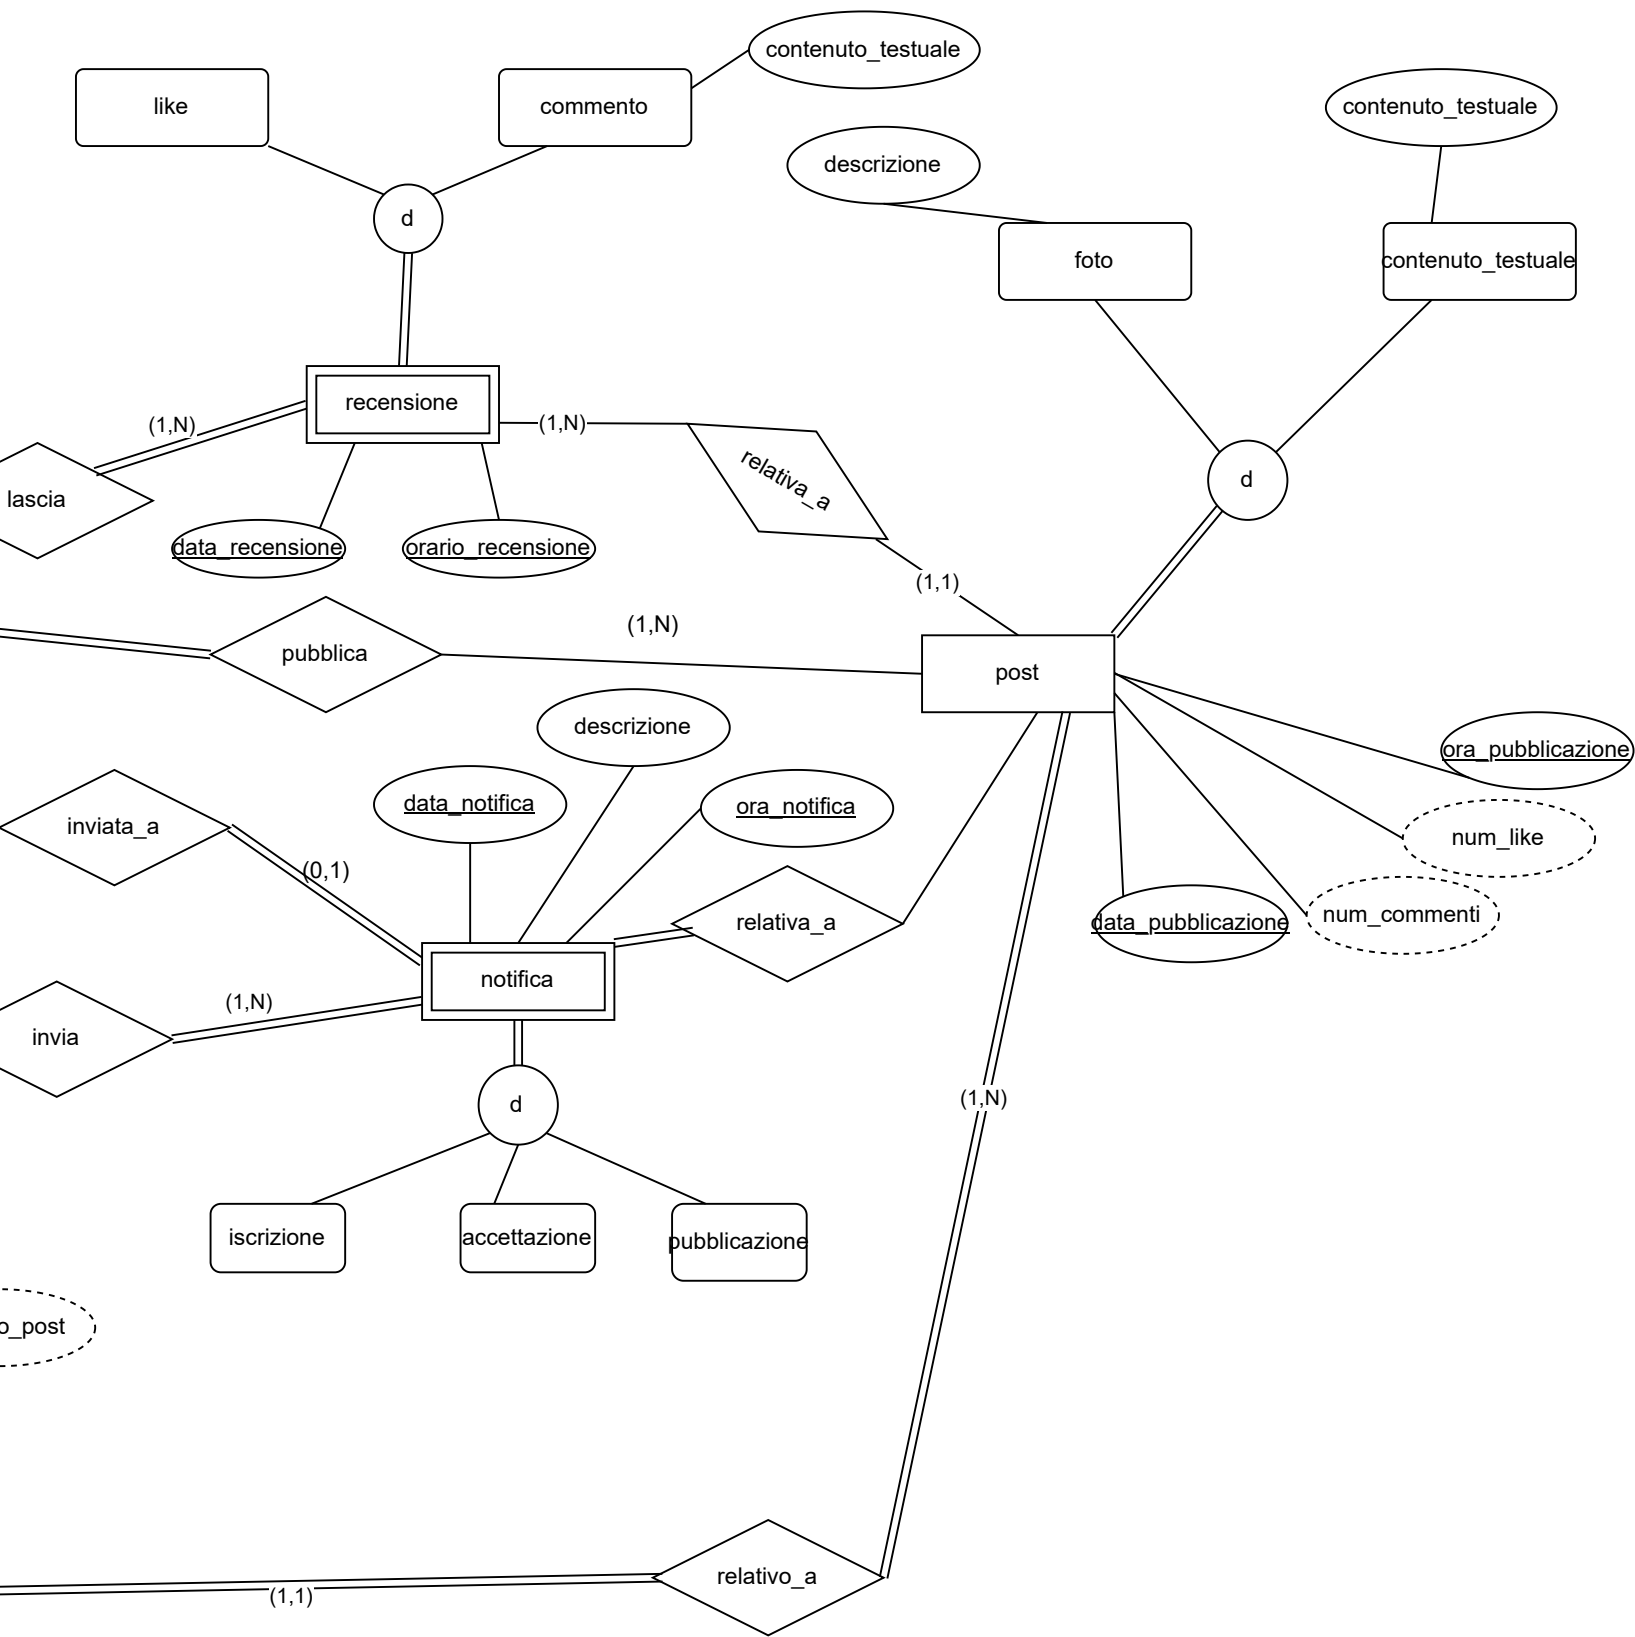 contenuto_testuale
like
commento
contenuto_testuale
descrizione
d
foto
contenuto_testuale
recensione
(1,N)
(1,N)
relativa_a
d
lascia
data_recensione
orario_recensione
(1,1)
(1,N)
pubblica
post
descrizione
ora_pubblicazione
data_notifica
ora_notifica
inviata_a
num_like
(0,1)
relativa_a
data_pubblicazione
num_commenti
notifica
(1,N)
invia
(1,N)
d
iscrizione
accettazione
pubblicazione
o_post
relativo_a
(1,1)